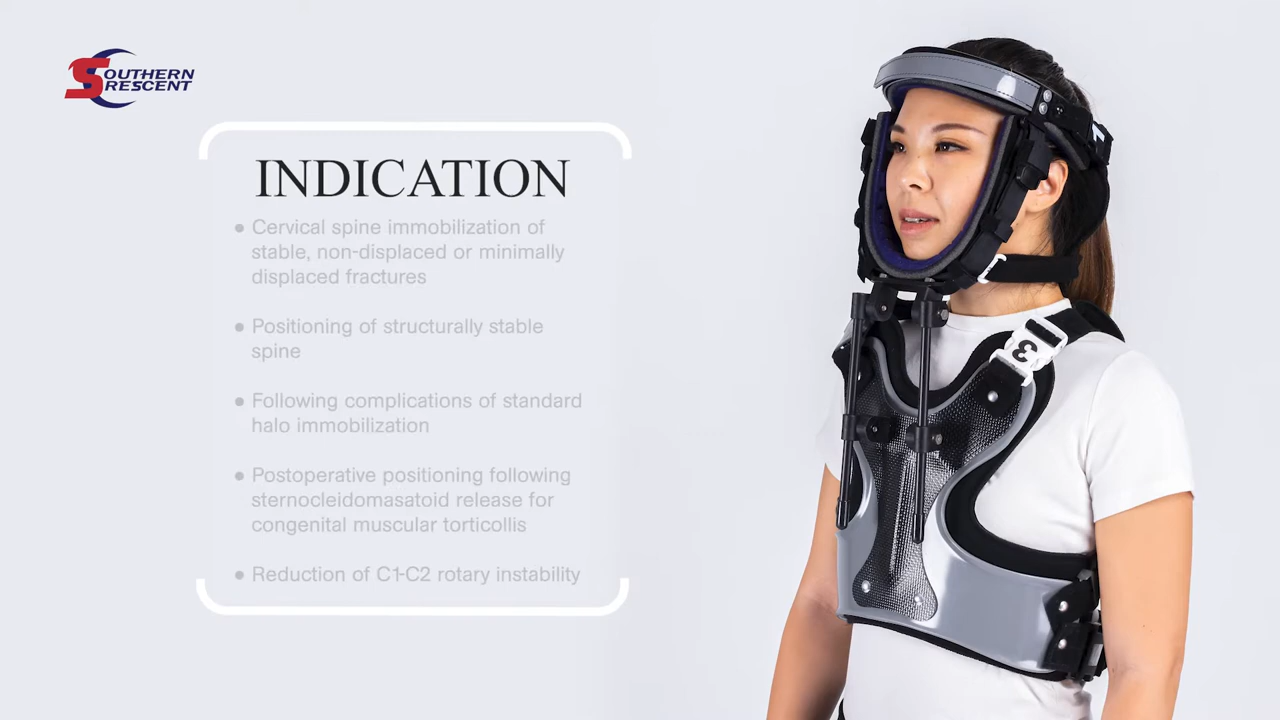 SOUTHERN
CRESCENT
INDICATION
• Cervical spine immobilization of
stable, non-displaced or minimally
displaced fractures
• Positioning of structurally stable
spine
• Following complications of standard
halo immobilization
• Postoperative positioning following
sternocleidomasatoid release for
congenital muscular torticollis
• Reduction of C1-C2 rotary instability
3